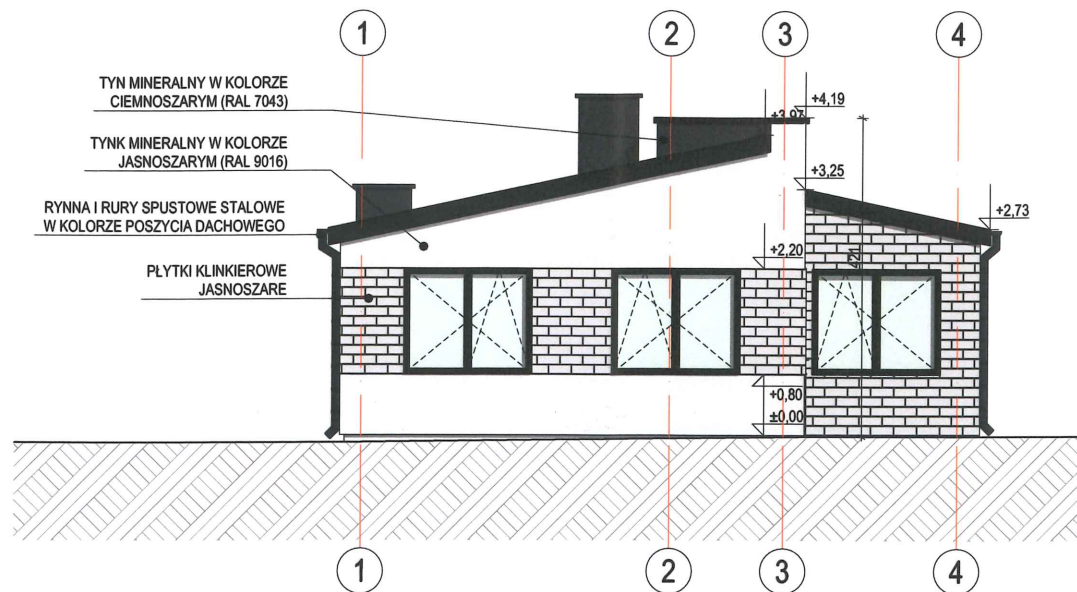 1
2
3
4
TYN MINERALNY W KOLORZE
CIEMNOSZARYM (RAL 7043)
TYNK MINERALNY W KOLORZE
JASNOSZARYM (RAL 9016)
RYNNA I RURY SPUSTOWE STALOWE
W KOLORZE POSZYCIA DACHOWEGO
PŁYTKI KLINKIEROWE
JASNOSZARE
+3,97
+4,19
+3,25
+2,73
+2,20
421
+0,80
±0,00
1
2
3
4